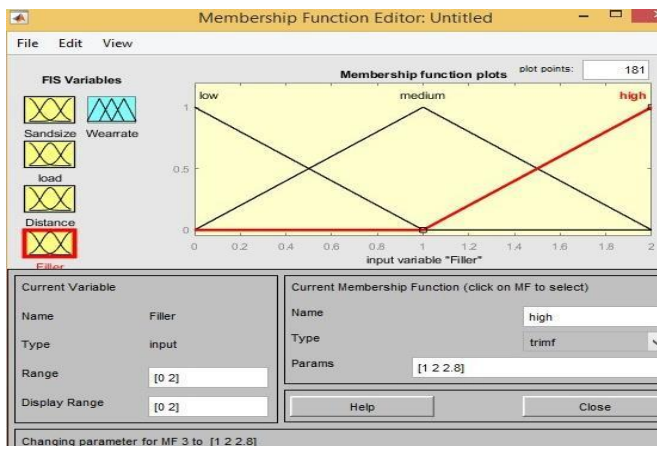 Membership Function Editor: Untitled
File Edit View
FIS Variables
Membership function plots
plot points:
181
Sandsize
Wearrate
load
Distance
Filler
low
medium
high
1
0.5
0
0 0.2 0.4 0.6 0.8 1 1.2 1.4 1.6 1.8 2
input variable "Filler"
Current Variable
Name Filler
Type input
Range [0 2]
Display Range [0 2]
Current Membership Function (click on MF to select)
Name high
Type trimf
Params [1 2 2.8]
Help
Close
Changing parameter for MF 3 to [1 2 2.8]